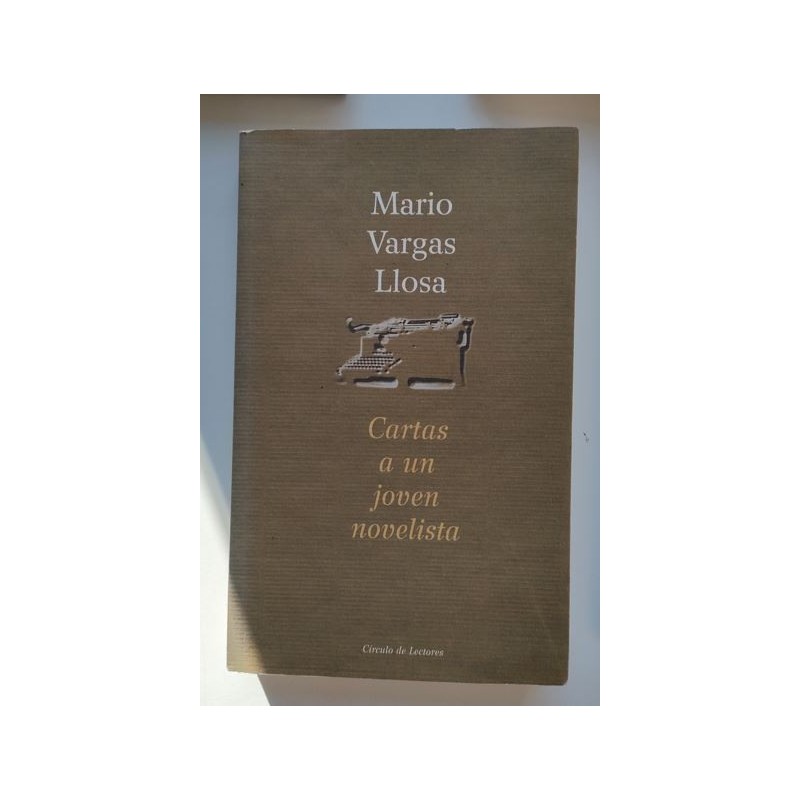 Mario
Vargas
Llosa
Cartas
a un
joven
novelista
Círculo de Lectores